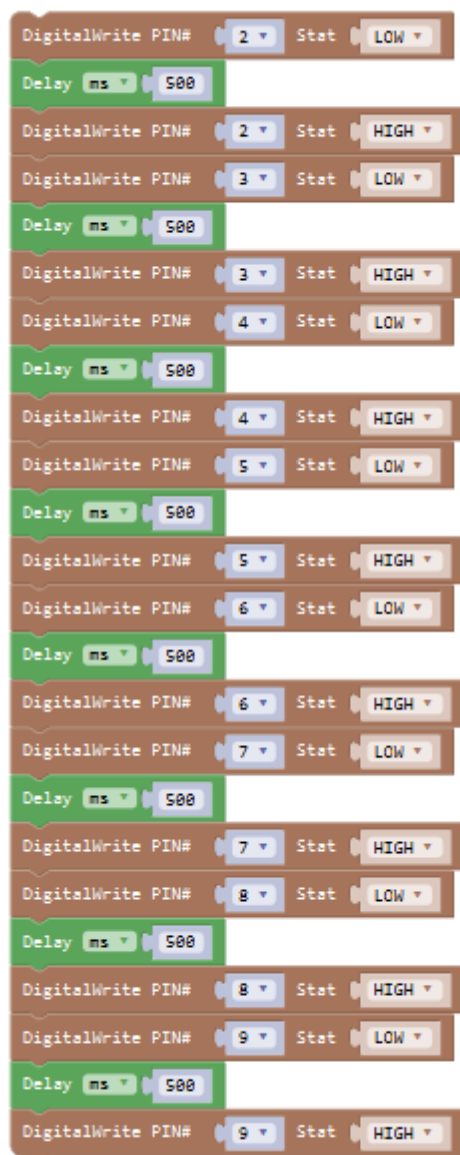 DigitalWrite PIN# 2 Stat LOW
Delay ms 500
DigitalWrite PIN# 2 Stat HIGH
DigitalWrite PIN# 3 Stat LOW
Delay ms 500
DigitalWrite PIN# 3 Stat HIGH
DigitalWrite PIN# 4 Stat LOW
Delay ms 500
DigitalWrite PIN# 4 Stat HIGH
DigitalWrite PIN# 5 Stat LOW
Delay ms 500
DigitalWrite PIN# 5 Stat HIGH
DigitalWrite PIN# 6 Stat LOW
Delay ms 500
DigitalWrite PIN# 6 Stat HIGH
DigitalWrite PIN# 7 Stat LOW
Delay ms 500
DigitalWrite PIN# 7 Stat HIGH
DigitalWrite PIN# 8 Stat LOW
Delay ms 500
DigitalWrite PIN# 8 Stat HIGH
DigitalWrite PIN# 9 Stat LOW
Delay ms 500
DigitalWrite PIN# 9 Stat HIGH